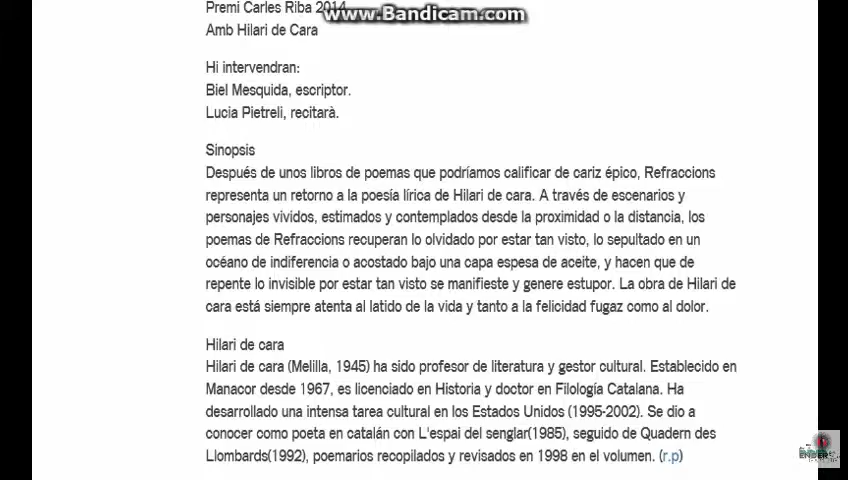 Premi Carles Riba 2014
www.Bandicam.com
Amb Hilari de Cara
Hi intervendran:
Biel Mesquida, escriptor.
Lucia Pietreli, recitarà.
Sinopsis
Después de unos libros de poemas que podríamos calificar de cariz épico, Refraccions
representa un retorno a la poesía lírica de Hilari de cara. A través de escenarios y
personajes vividos, estimados y contemplados desde la proximidad o la distancia, los
poemas de Refraccions recuperan lo olvidado por estar tan visto, lo sepultado en un
océano de indiferencia o acostado bajo una capa espesa de aceite, y hacen que de
repente lo invisible por estar tan visto se manifieste y genere estupor. La obra de Hilari de
cara está siempre atenta al latido de la vida y tanto a la felicidad fugaz como al dolor.
Hilari de cara
Hilari de cara (Melilla, 1945) ha sido profesor de literatura y gestor cultural. Establecido en
Manacor desde 1967, es licenciado en Historia y doctor en Filología Catalana. Ha
desarrollado una intensa tarea cultural en los Estados Unidos (1995-2002). Se dio a
conocer como poeta en catalán con L'espai del senglar(1985), seguido de Quadern des
Llombards(1992), poemarios recopilados y revisados en 1998 en el volumen. (r.p)